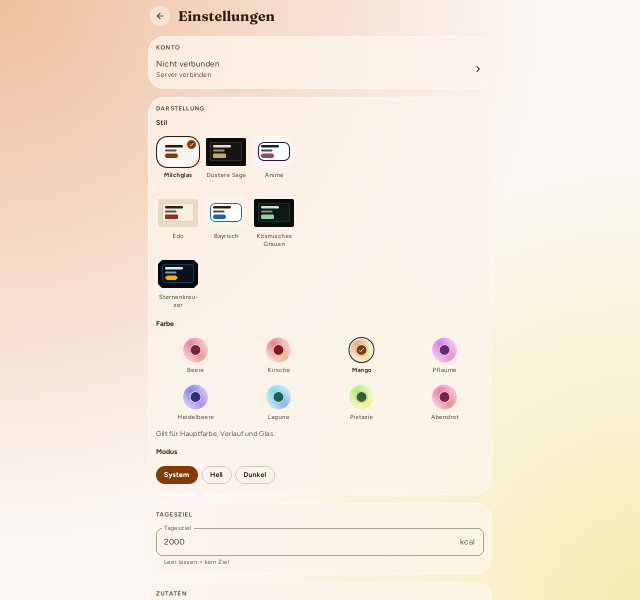 Einstellungen
KONTO
Nicht verbunden
Server verbinden
DARSTELLUNG
Stil
Milchglas
Düstere Sage
Anime
Edo
Bayrisch
Kosmisches
Grauen
Sternenkreu-
zer
Farbe
Beere
Kirsche
Mango
Pflaume
Heidelbeere
Lagune
Pistazie
Abendrot
Gilt für Hauptfarbe, Verlauf und Glas.
Modus
System
Hell
Dunkel
TAGESZIEL
Tagesziel
2000 kcal
Leer lassen = kein Ziel
ZUTATEN